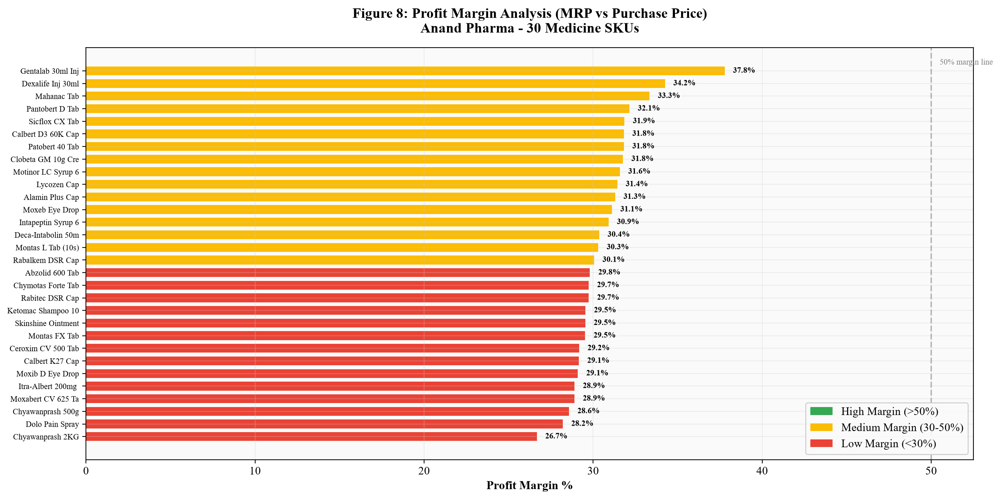 Figure 8: Profit Margin Analysis (MRP vs Purchase Price)
Anand Pharma - 30 Medicine SKUs
50% margin line
Gentalab 30ml Inj 37.8%
Dexalife Inj 30ml 34.2%
Mahanac Tab 33.3%
Pantobert D Tab 32.1%
Sicflox CX Tab 31.9%
Calbert D3 60K Cap 31.8%
Patobert 40 Tab 31.8%
Clobeta GM 10g Cre 31.8%
Motinor LC Syrup 6 31.6%
Lycozen Cap 31.4%
Alamin Plus Cap 31.3%
Moxeb Eye Drop 31.1%
Intapeptin Syrup 6 30.9%
Deca-Intabolin 50m 30.4%
Montas L Tab (10s) 30.3%
Rabalkem DSR Cap 30.1%
Abzolid 600 Tab 29.8%
Chymotas Forte Tab 29.7%
Rabitec DSR Cap 29.7%
Ketomac Shampoo 10 29.5%
Skinshine Ointment 29.5%
Montas FX Tab 29.5%
Ceroxim CV 500 Tab 29.2%
Calbert K27 Cap 29.1%
Moxib D Eye Drop 29.1%
Itra-Albert 200mg 28.9%
Moxabert CV 625 Ta 28.9%
Chyawanprash 500g 28.6%
Dolo Pain Spray 28.2%
Chyawanprash 2KG 26.7%
High Margin (>50%)
Medium Margin (30-50%)
Low Margin (<30%)
0 10 20 30 40 50
Profit Margin %